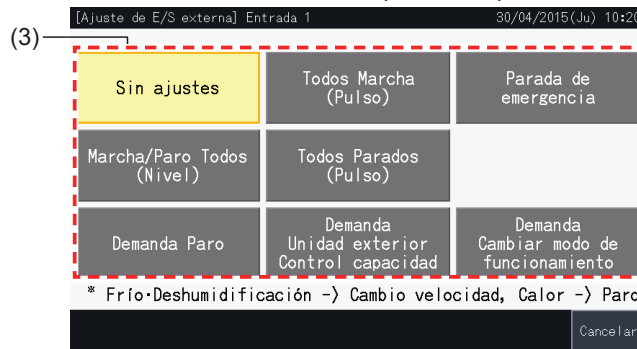 [Ajuste de E/S externa] Entrada 1 30/04/2015(Ju) 10:20
(3)
Sin ajustes
Todos Marcha
(Pulso)
Parada de
emergencia
Marcha/Paro Todos
(Nivel)
Todos Parados
(Pulso)
Demanda Paro
Demanda
Unidad exterior
Control capacidad
Demanda
Cambiar modo de
funcionamiento
* Frío·Deshumidificación -> Cambio velocidad, Calor -> Paro
Cancelar